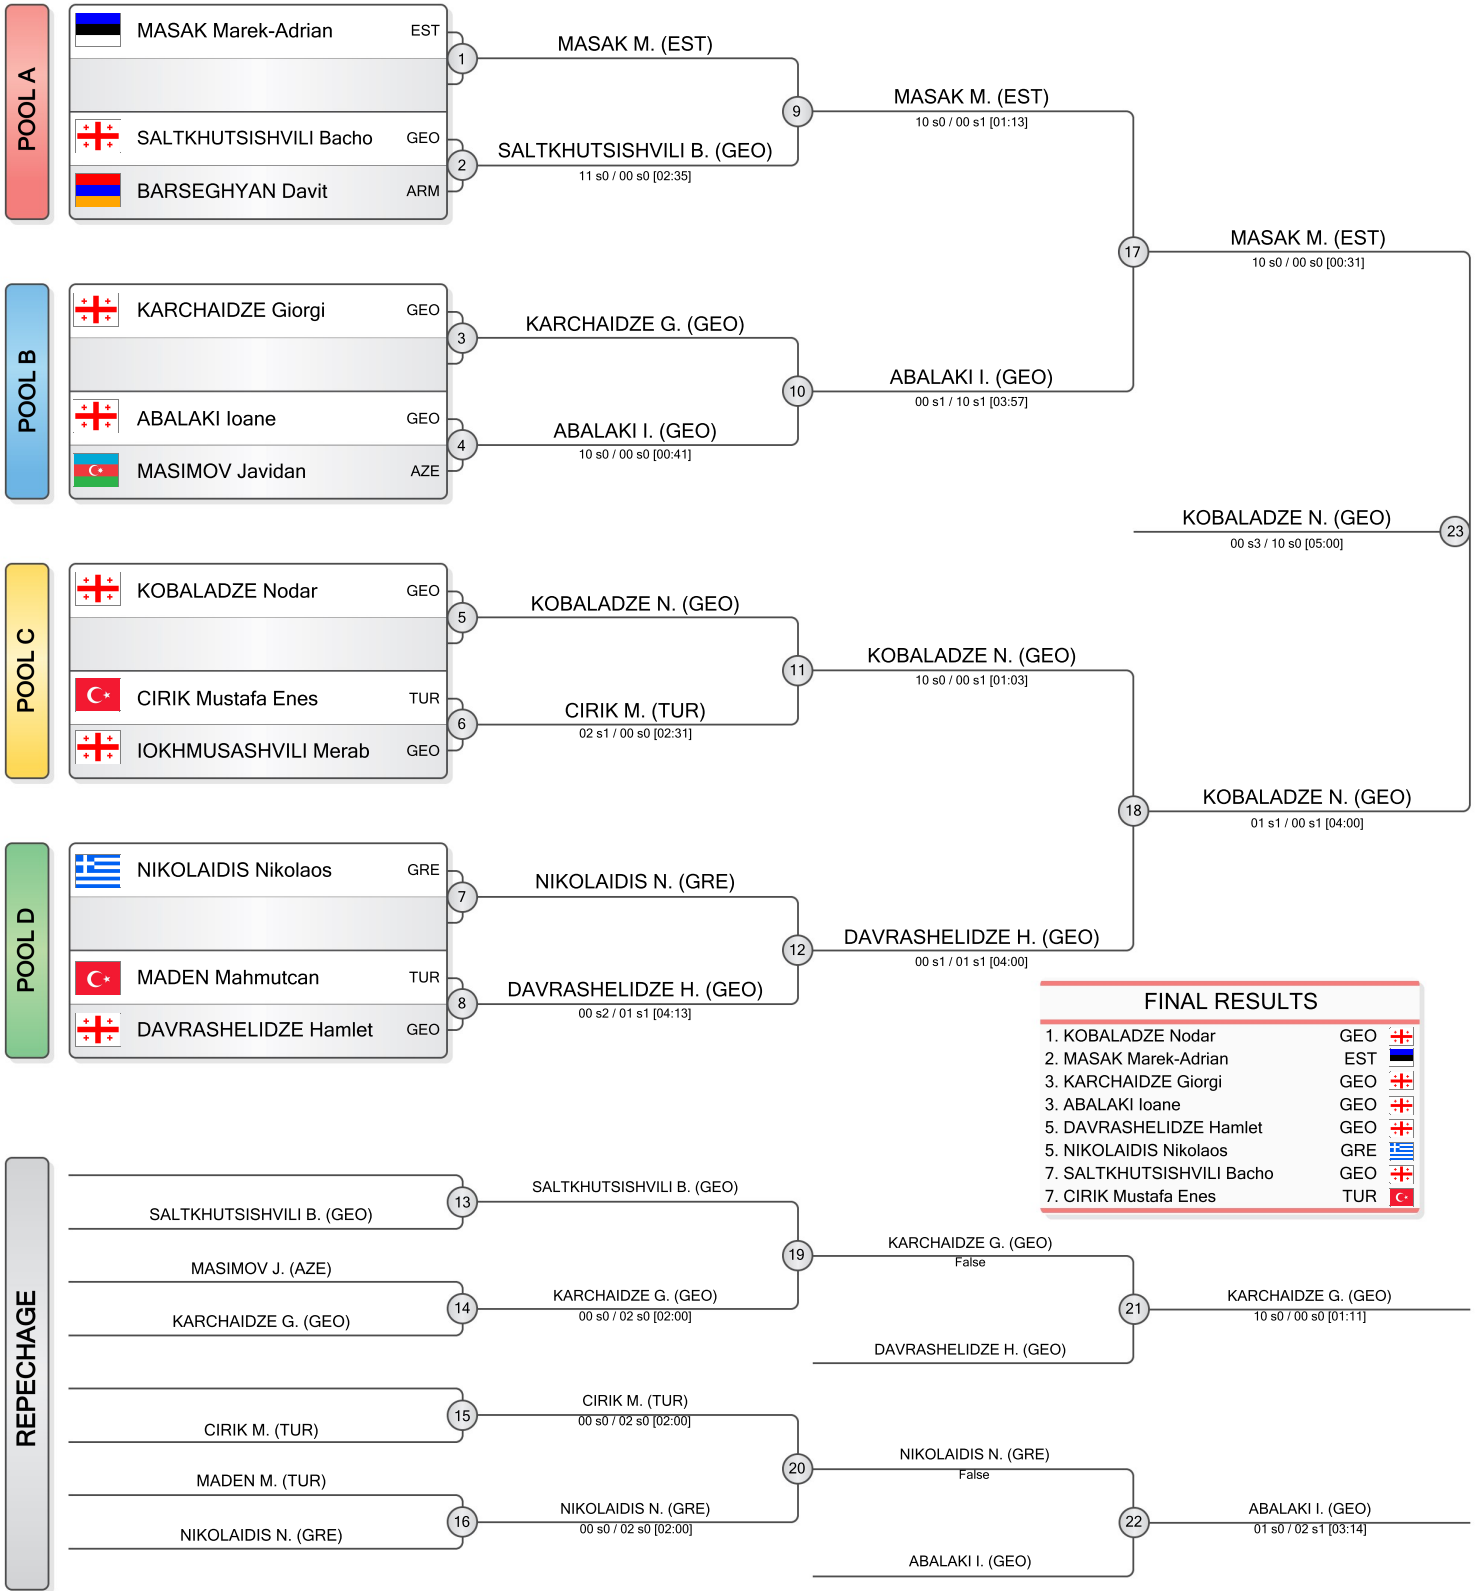 POOL A
MASAK Marek-Adrian EST
SALTKHUTSISHVILI Bacho GEO
BARSEGHYAN Davit ARM
1
MASAK M. (EST)
2
SALTKHUTSISHVILI B. (GEO)
11 s0 / 00 s0 [02:35]
9
MASAK M. (EST)
10 s0 / 00 s1 [01:13]
17
MASAK M. (EST)
10 s0 / 00 s0 [00:31]
POOL B
KARCHAIDZE Giorgi GEO
ABALAKI Ioane GEO
MASIMOV Javidan AZE
3
KARCHAIDZE G. (GEO)
4
ABALAKI I. (GEO)
10 s0 / 00 s0 [00:41]
10
ABALAKI I. (GEO)
00 s1 / 10 s1 [03:57]
KOBALADZE N. (GEO)
00 s3 / 10 s0 [05:00]
23
POOL C
KOBALADZE Nodar GEO
CIRIK Mustafa Enes TUR
IOKHMUSASHVILI Merab GEO
5
KOBALADZE N. (GEO)
6
CIRIK M. (TUR)
02 s1 / 00 s0 [02:31]
11
KOBALADZE N. (GEO)
10 s0 / 00 s1 [01:03]
18
KOBALADZE N. (GEO)
01 s1 / 00 s1 [04:00]
POOL D
NIKOLAIDIS Nikolaos GRE
MADEN Mahmutcan TUR
DAVRASHELIDZE Hamlet GEO
7
NIKOLAIDIS N. (GRE)
8
DAVRASHELIDZE H. (GEO)
00 s2 / 01 s1 [04:13]
12
DAVRASHELIDZE H. (GEO)
00 s1 / 01 s1 [04:00]
FINAL RESULTS
1. KOBALADZE Nodar GEO
2. MASAK Marek-Adrian EST
3. KARCHAIDZE Giorgi GEO
3. ABALAKI Ioane GEO
5. DAVRASHELIDZE Hamlet GEO
5. NIKOLAIDIS Nikolaos GRE
7. SALTKHUTSISHVILI Bacho GEO
7. CIRIK Mustafa Enes TUR
REPECHAGE
SALTKHUTSISHVILI B. (GEO)
13
SALTKHUTSISHVILI B. (GEO)
MASIMOV J. (AZE)
KARCHAIDZE G. (GEO)
14
KARCHAIDZE G. (GEO)
00 s0 / 02 s0 [02:00]
19
KARCHAIDZE G. (GEO)
False
DAVRASHELIDZE H. (GEO)
21
KARCHAIDZE G. (GEO)
10 s0 / 00 s0 [01:11]
CIRIK M. (TUR)
15
CIRIK M. (TUR)
00 s0 / 02 s0 [02:00]
MADEN M. (TUR)
NIKOLAIDIS N. (GRE)
16
NIKOLAIDIS N. (GRE)
00 s0 / 02 s0 [02:00]
20
NIKOLAIDIS N. (GRE)
False
ABALAKI I. (GEO)
22
ABALAKI I. (GEO)
01 s0 / 02 s1 [03:14]